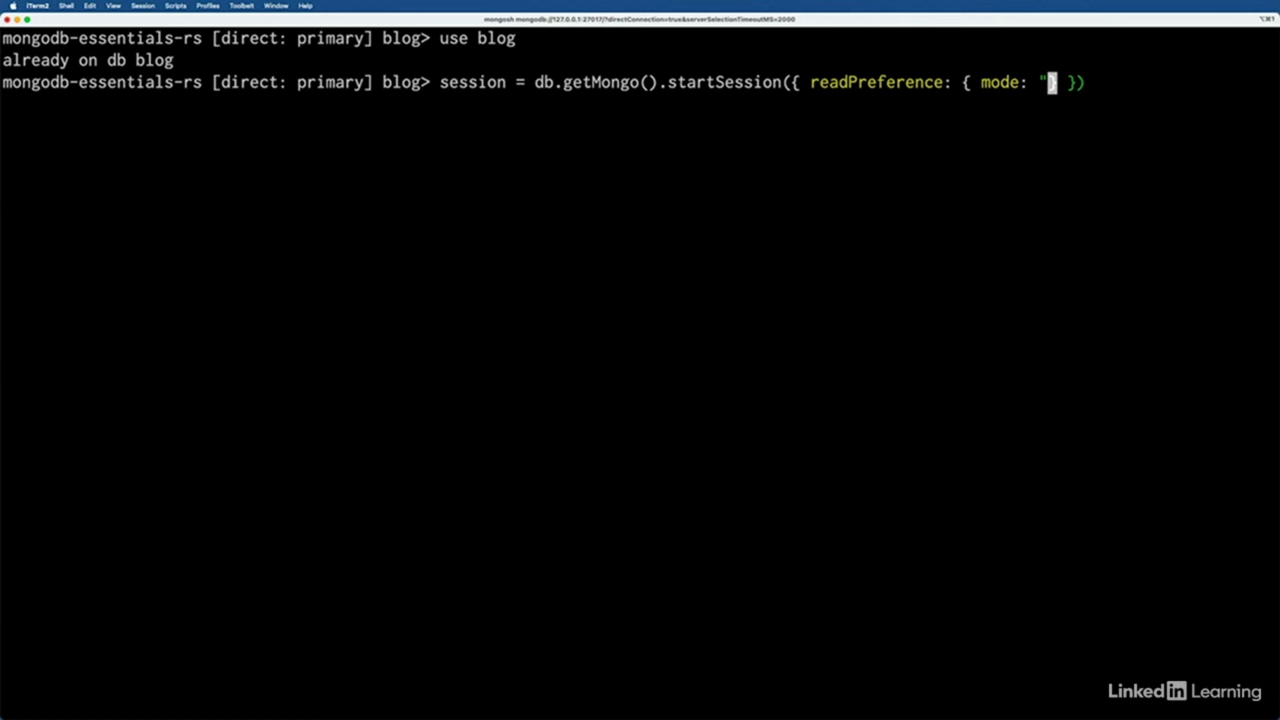 iTerm2 Shell Edit View Session Scripts Profiles Toolbelt Window Help
mongosh mongodb://127.0.0.1:27017/?directConnection=true&serverSelectionTimeoutMS=2000
⌥⌘1
mongodb-essentials-rs [direct: primary] blog> use blog
already on db blog
mongodb-essentials-rs [direct: primary] blog> session = db.getMongo().startSession({ readPreference: { mode: "} })
LinkedIn Learning